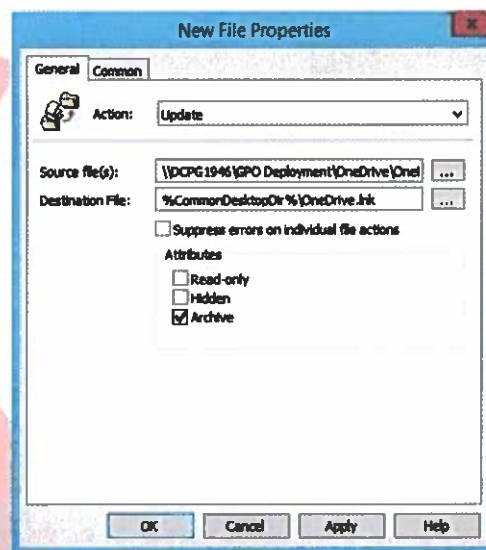 New File Properties
General Common
Action: Update
Source file(s): \\DCPG1946\GPO Deployment\OneDrive\Onel ...
Destination File: %CommonDesktopDir%\OneDrive.lnk ...
Suppress errors on individual file actions
Attributes
Read-only
Hidden
Archive
OK Cancel Apply Help